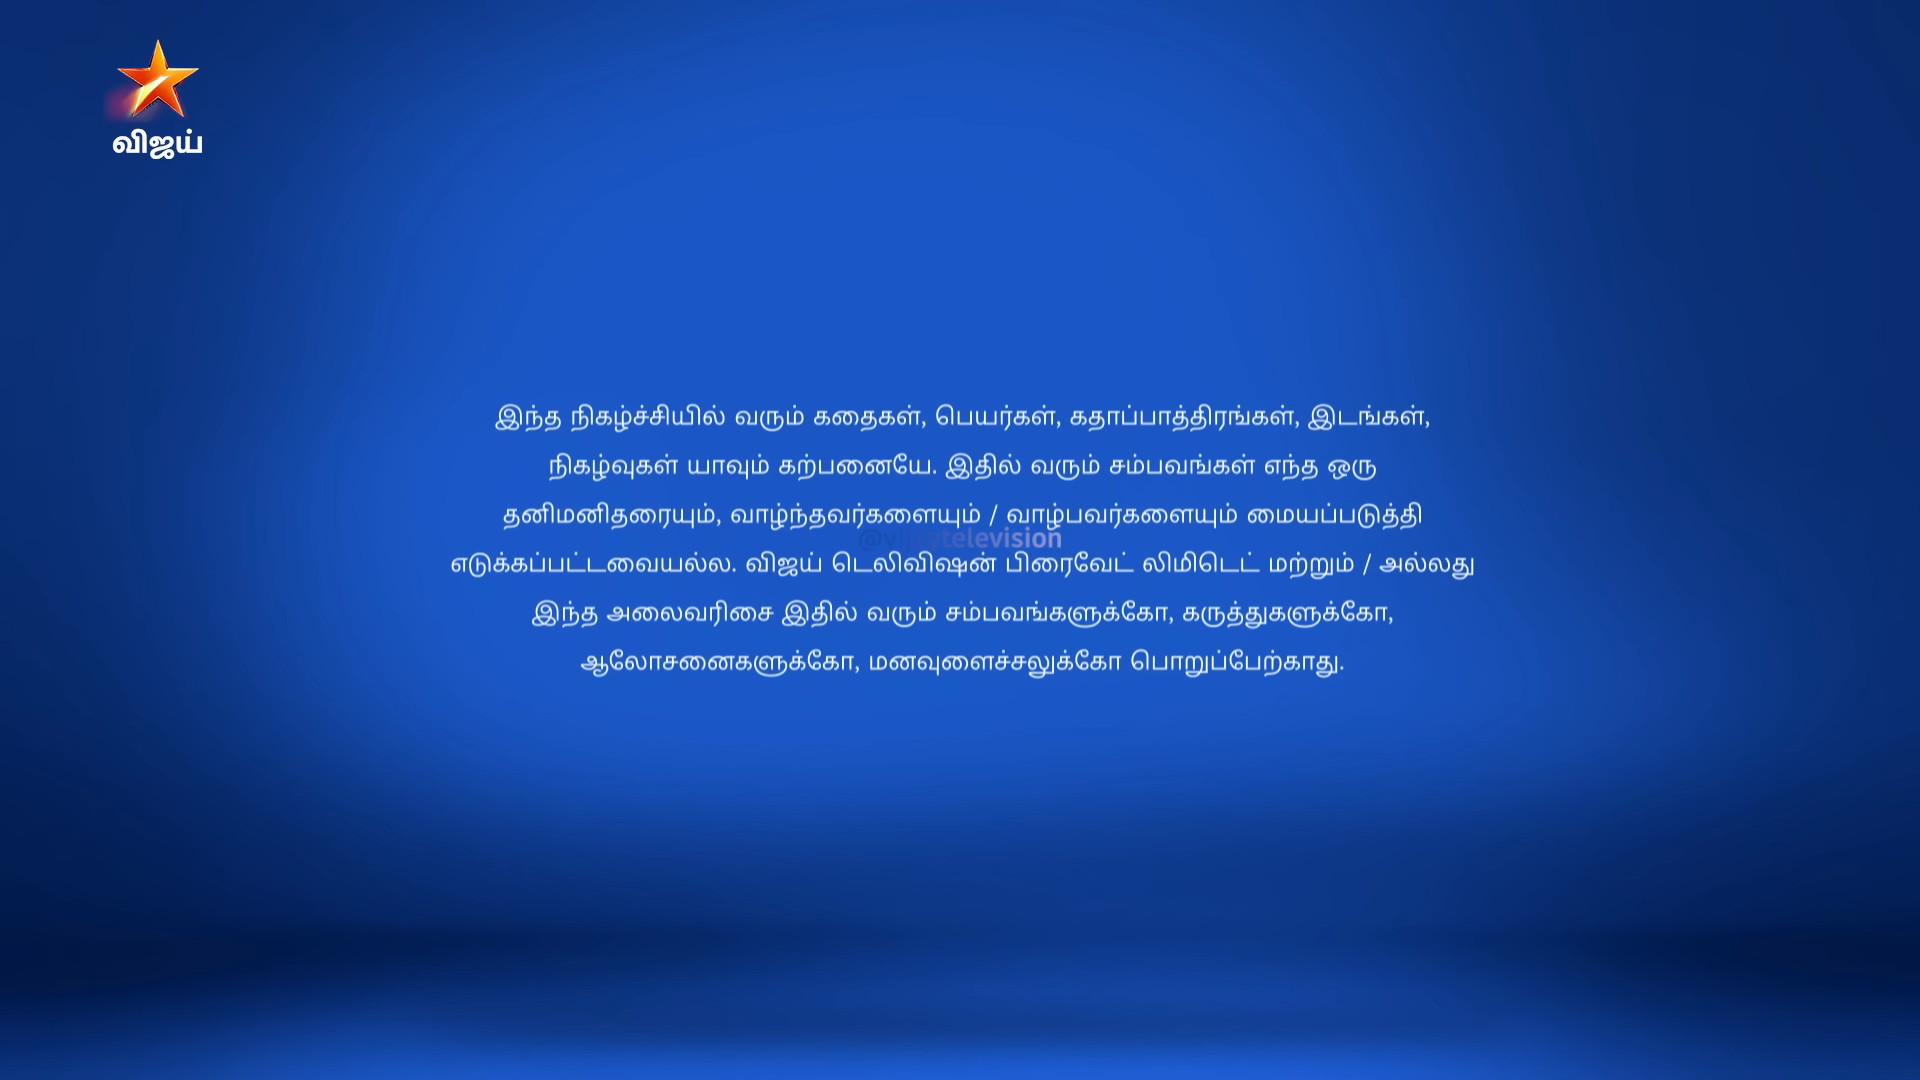 விஜய்
இந்த நிகழ்ச்சியில் வரும் கதைகள், பெயர்கள், கதாப்பாத்திரங்கள், இடங்கள்,
நிகழ்வுகள் யாவும் கற்பனையே. இதில் வரும் சம்பவங்கள் எந்த ஒரு
தனிமனிதரையும், வாழ்ந்தவர்களையும் / வாழ்பவர்களையும் மையப்படுத்தி
@vijaytelevision
எடுக்கப்பட்டவையல்ல. விஜய் டெலிவிஷன் பிரைவேட் லிமிடெட் மற்றும் / அல்லது
இந்த அலைவரிசை இதில் வரும் சம்பவங்களுக்கோ, கருத்துகளுக்கோ,
ஆலோசனைகளுக்கோ, மனவுளைச்சலுக்கோ பொறுப்பேற்காது.